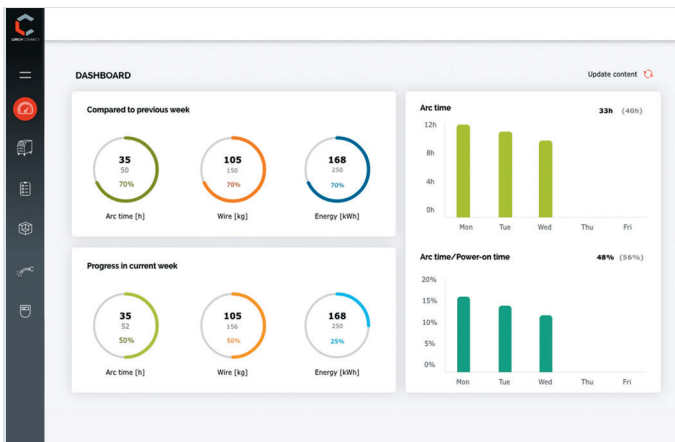 LORCH CONNECT
DASHBOARD
Update content
Compared to previous week
35
50
70%
Arc time [h]
105
150
70%
Wire [kg]
168
250
70%
Energy [kWh]
Progress in current week
35
52
50%
Arc time [h]
105
156
50%
Wire [kg]
168
250
25%
Energy [kWh]
Arc time
33h (40h)
12h
8h
4h
0h
Mon Tue Wed Thu Fri
Arc time/Power-on time
48% (56%)
20%
15%
10%
5%
0%
Mon Tue Wed Thu Fri